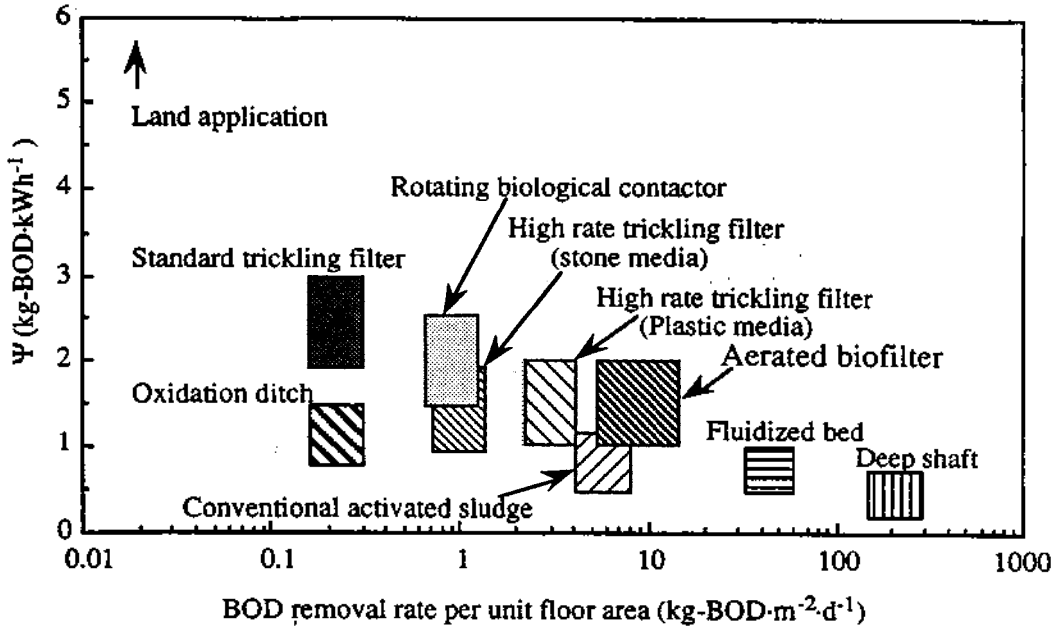 6
5
4
3
2
1
0
Ψ (kg-BOD·kWh-1)
Land application
Rotating biological contactor
High rate trickling filter
(stone media)
Standard trickling filter
High rate trickling filter
(Plastic media)
Aerated biofilter
Oxidation ditch
Fluidized bed
Deep shaft
Conventional activated sludge
0.01
0.1
1
10
100
1000
BOD removal rate per unit floor area (kg-BOD·m-2·d-1)